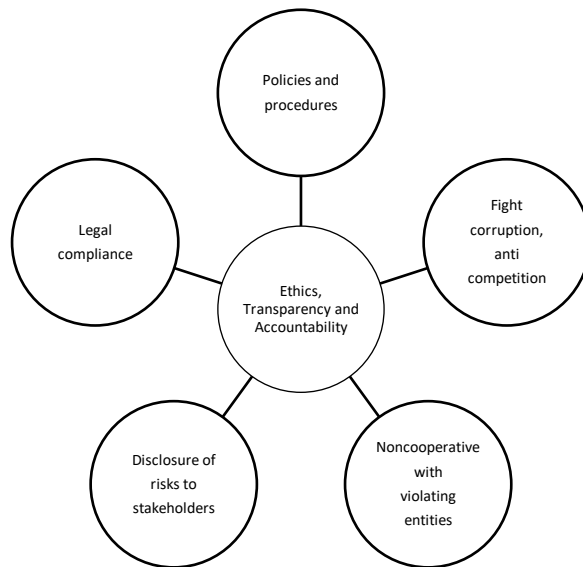 Policies and
procedures
Legal
compliance
Fight
corruption,
anti
competition
Ethics,
Transparency and
Accountability
Disclosure of
risks to
stakeholders
Noncooperative
with
violating
entities